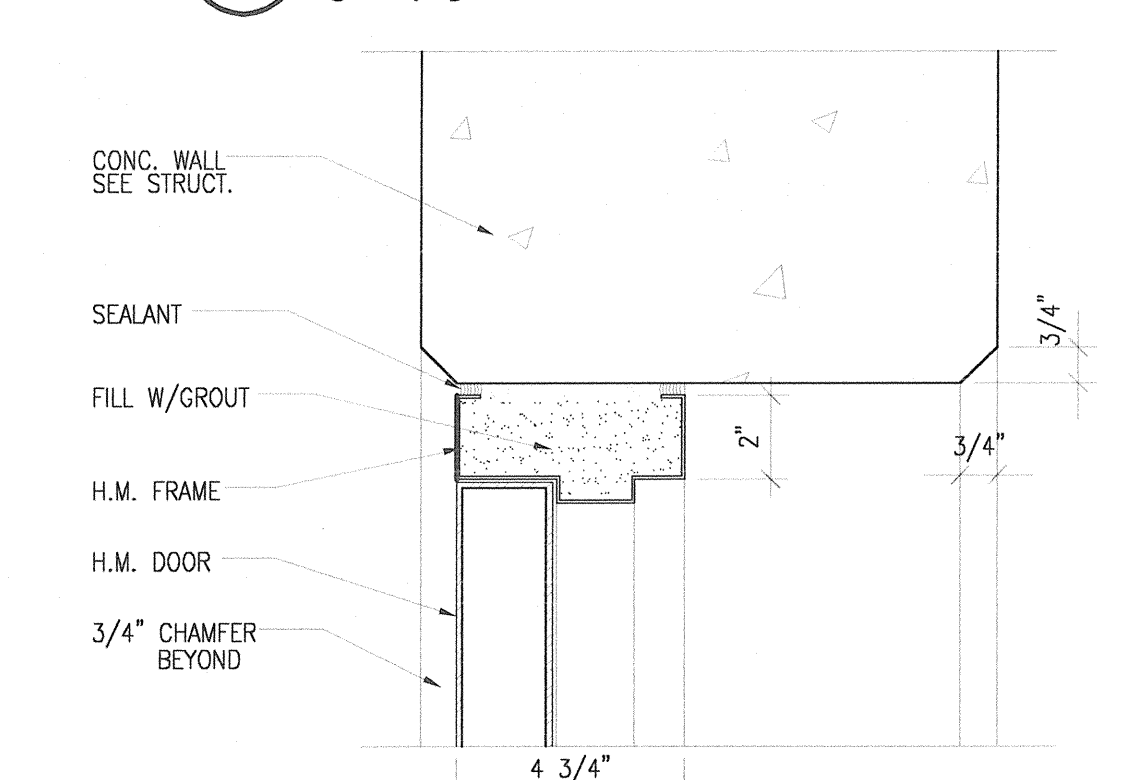 CONC. WALL
SEE STRUCT.
SEALANT
3/4"
FILL W/GROUT
2"
3/4"
H.M. FRAME
H.M. DOOR
3/4" CHAMFER
BEYOND
4 3/4"